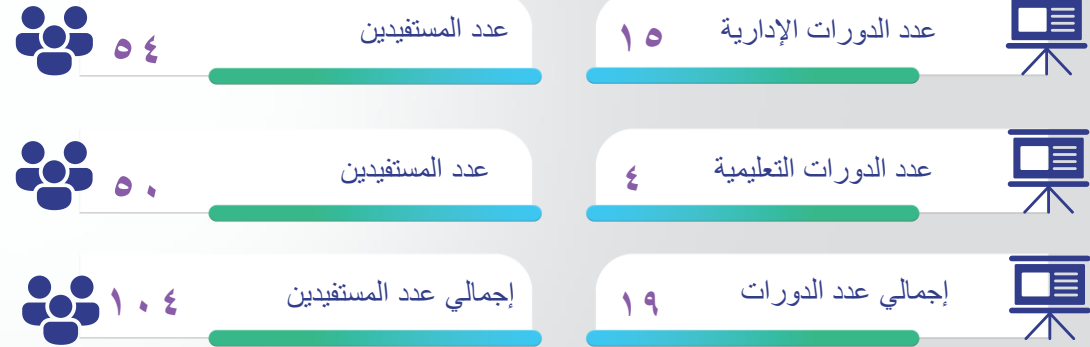 عدد الدورات الإدارية ١٥ عدد المستفيدين ٥٤
عدد الدورات التعليمية ٤ عدد المستفيدين ٥٠
إجمالي عدد الدورات ١٩ إجمالي عدد المستفيدين ١٠٤